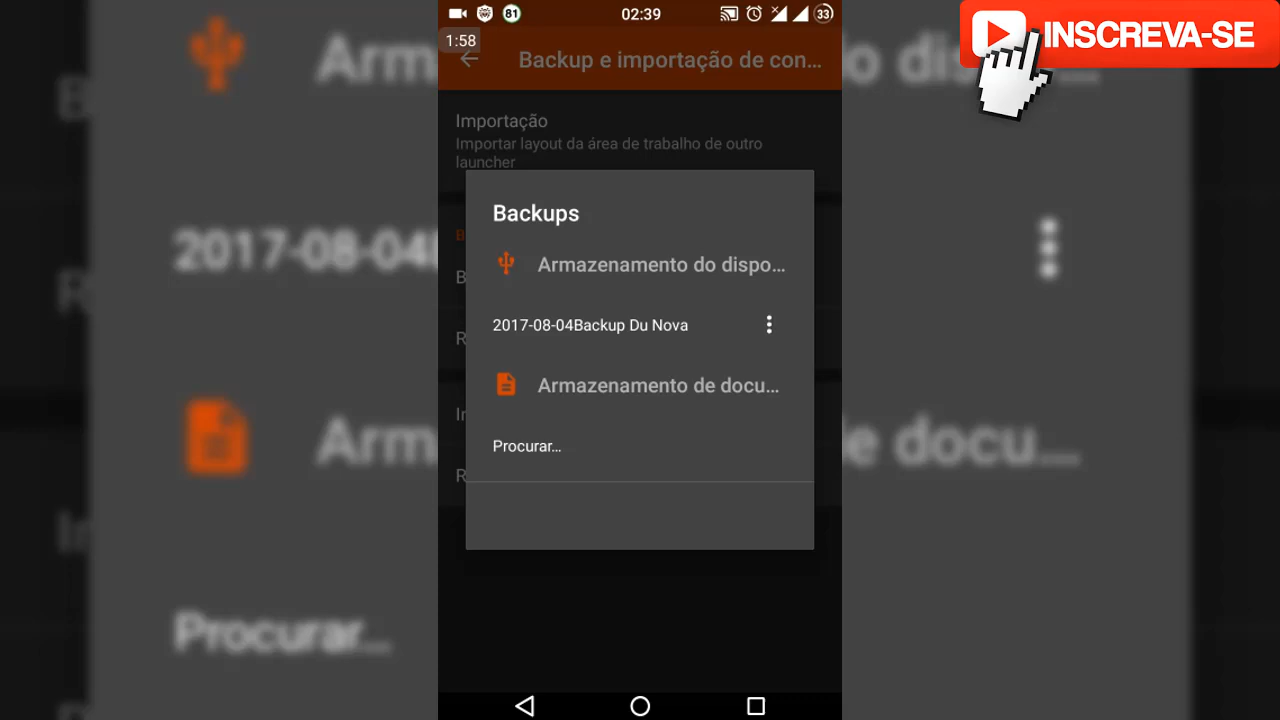 81
02:39
33
1:58
Backup e importação de con...
INSCREVA-SE
Importação
Importar layout da área de trabalho de outro
launcher
Backups
Armazenamento do dispo...
2017-08-04Backup Du Nova
Armazenamento de docu...
Procurar...